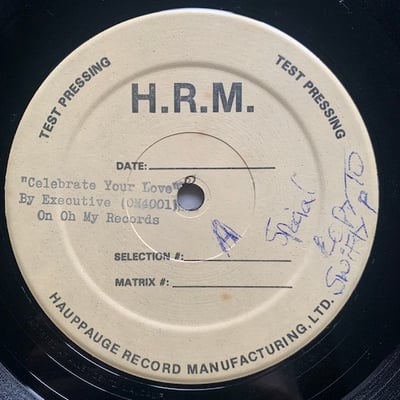 TEST PRESSING
TEST PRESSING
H.R.M.
DATE:
"Celebrate Your Love"
By Executive (OM4001)
On Oh My Records
A
Special
SELECTION #:
MATRIX #:
HAUPPAUGE RECORD MANUFACTURING, LTD.